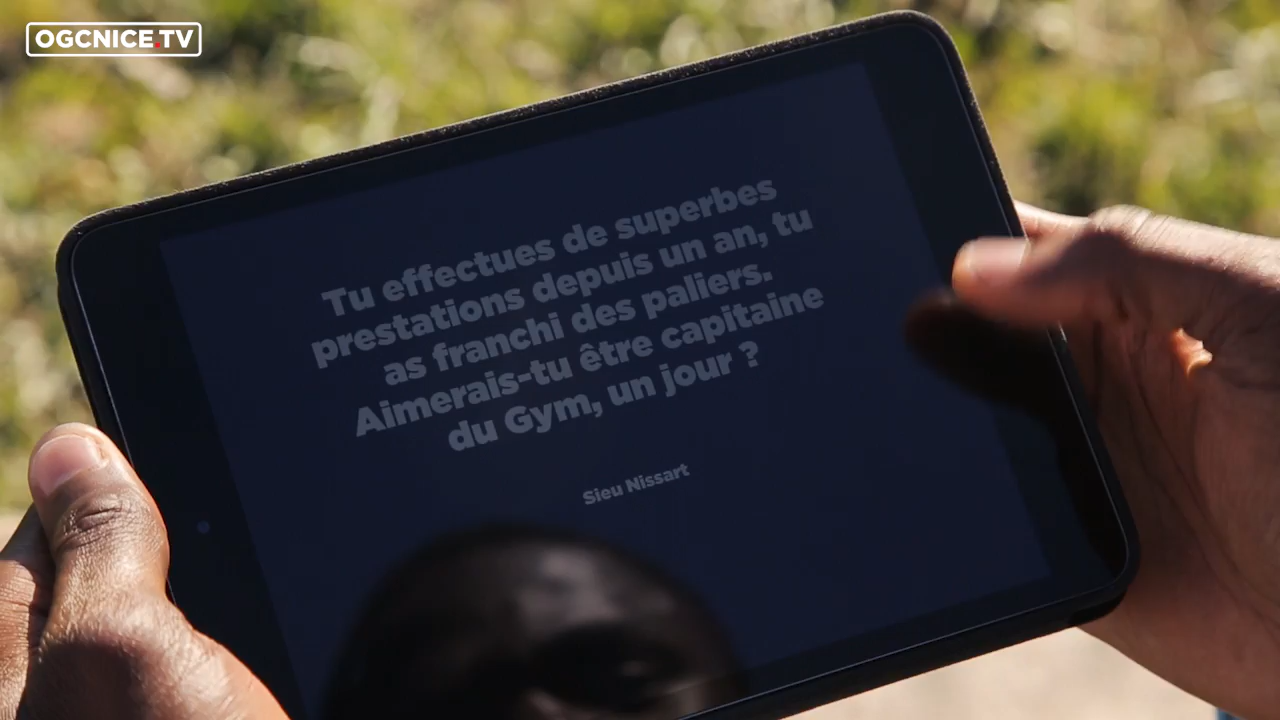 OGCNICE.TV
Tu effectues de superbes
prestations depuis un an, tu
as franchi des paliers.
Aimerais-tu être capitaine
du Gym, un jour ?
Sieu Nissart